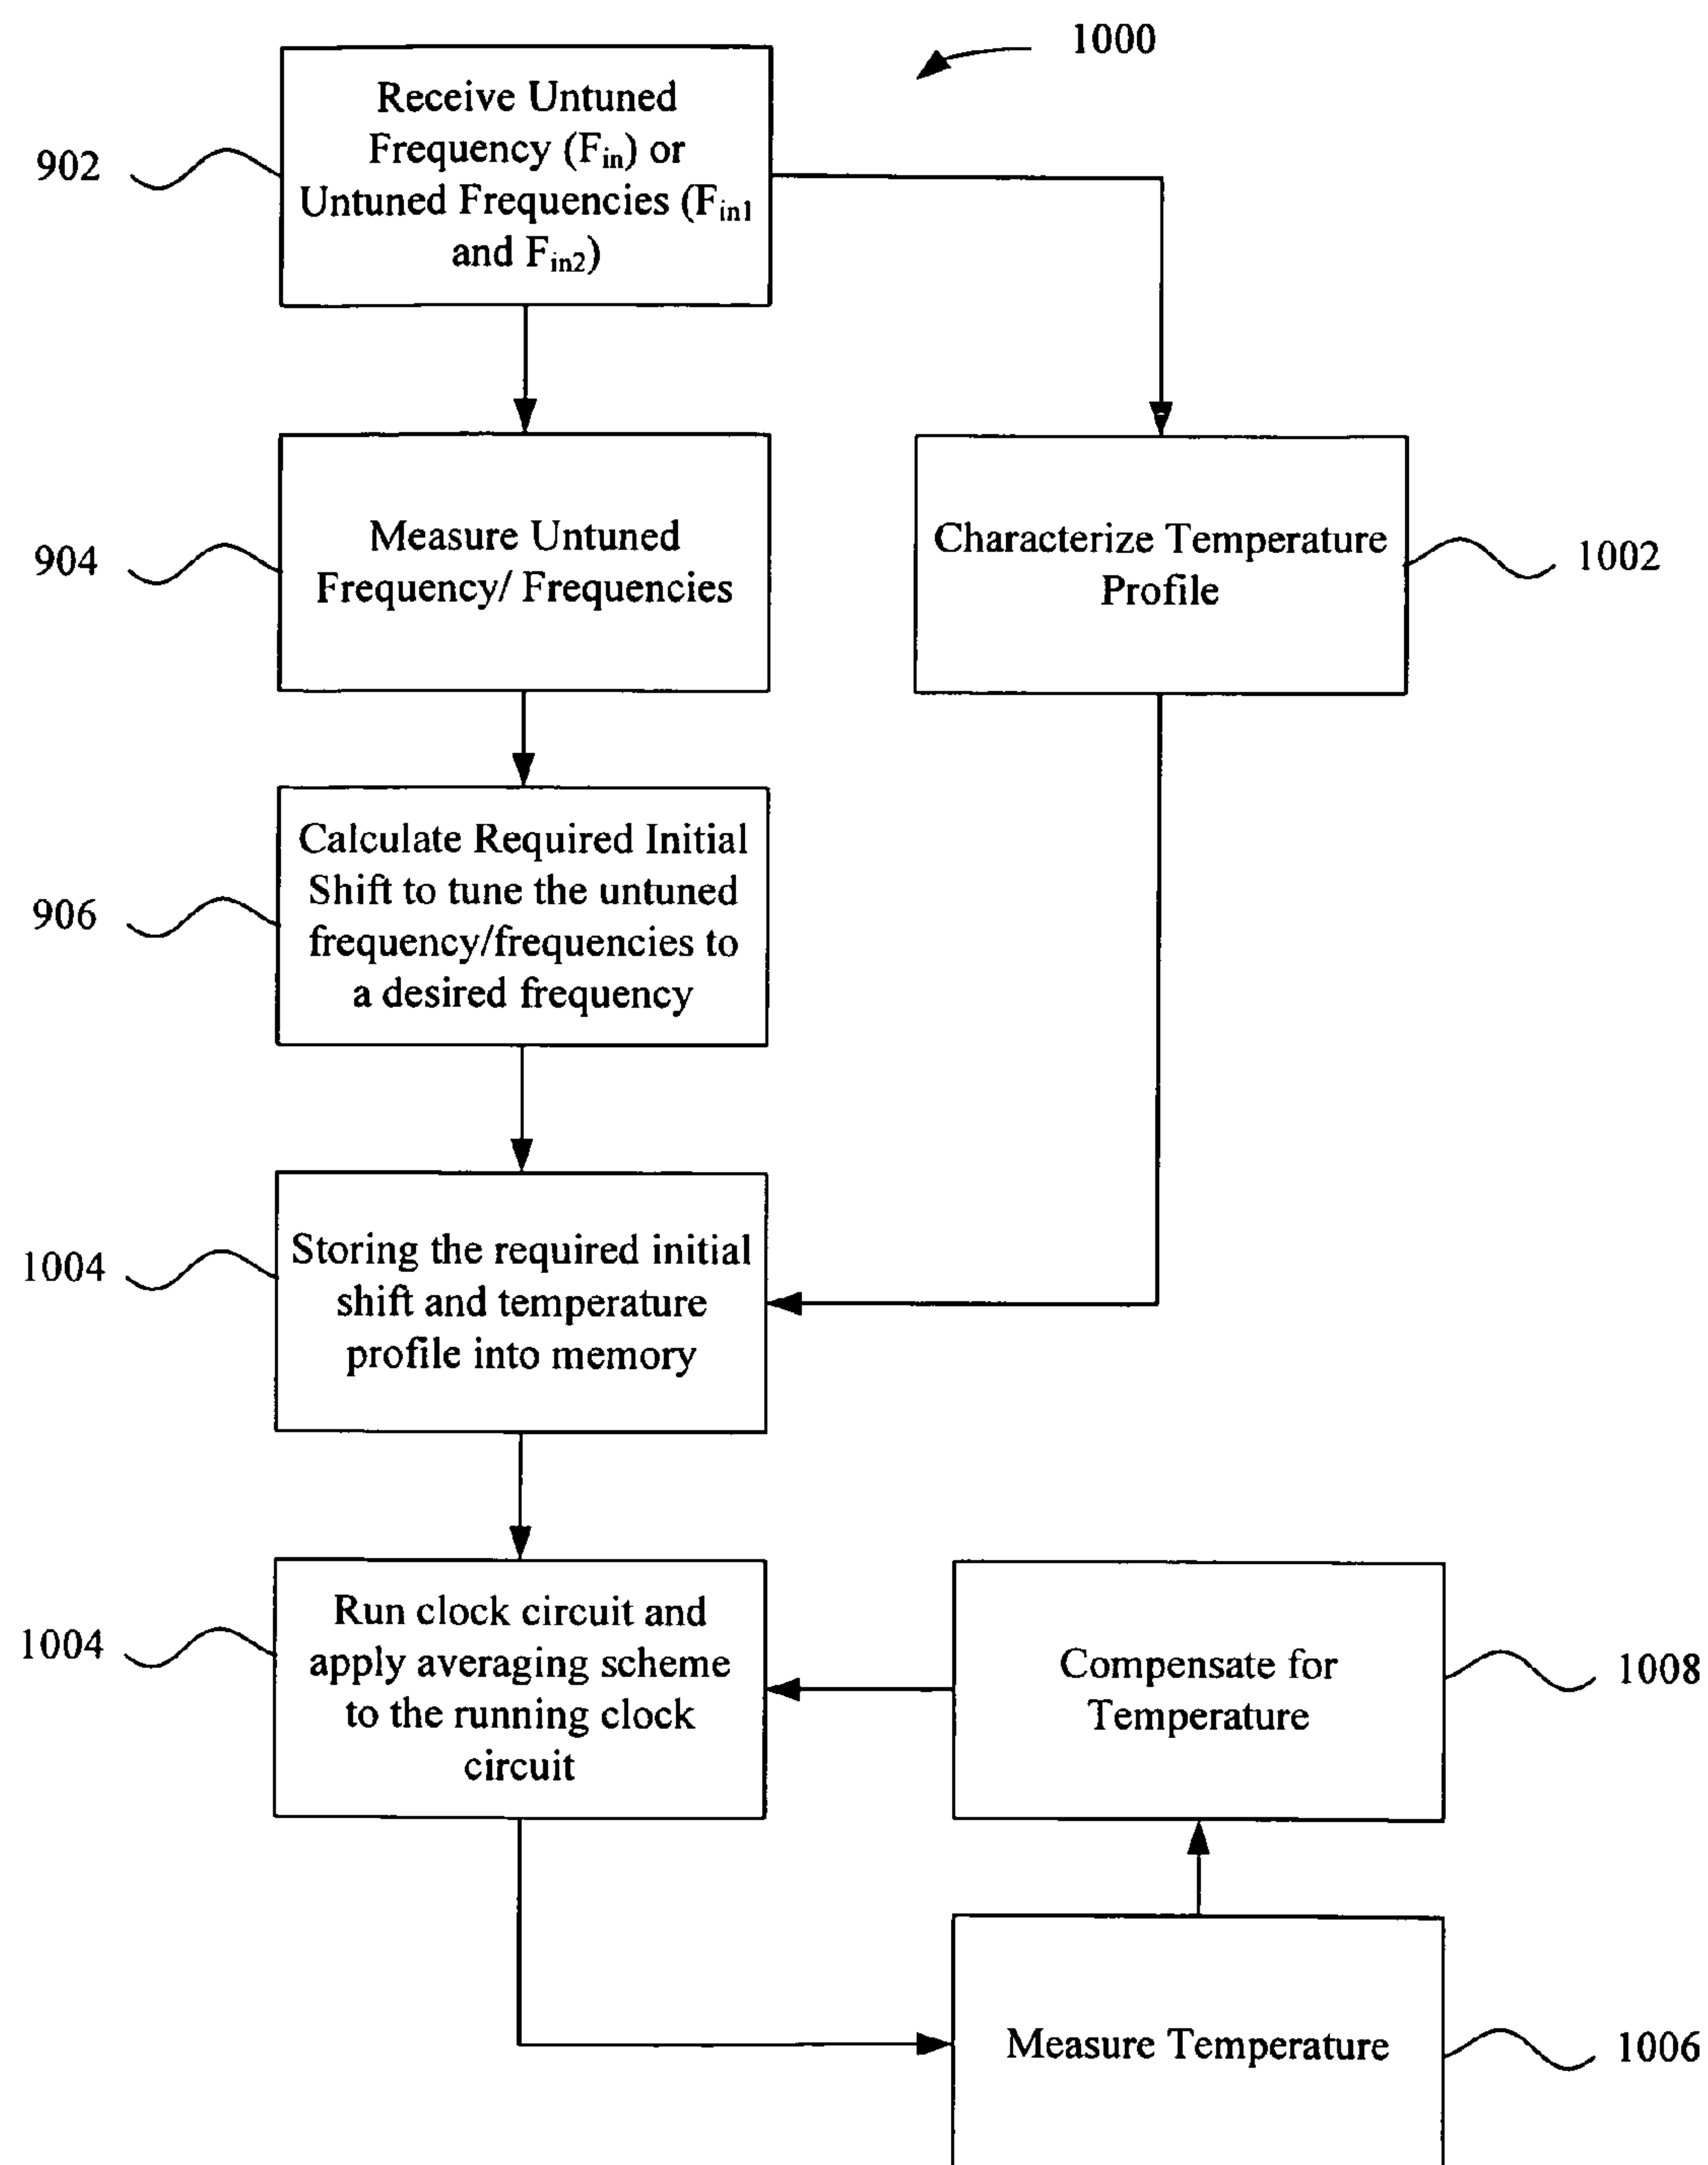 1000
902
Receive Untuned
Frequency (Fin) or
Untuned Frequencies (Fin1
and Fin2)
904
Measure Untuned
Frequency/ Frequencies
Characterize Temperature
Profile
1002
906
Calculate Required Initial
Shift to tune the untuned
frequency/frequencies to
a desired frequency
1004
Storing the required initial
shift and temperature
profile into memory
1004
Run clock circuit and
apply averaging scheme
to the running clock
circuit
Compensate for
Temperature
1008
Measure Temperature
1006